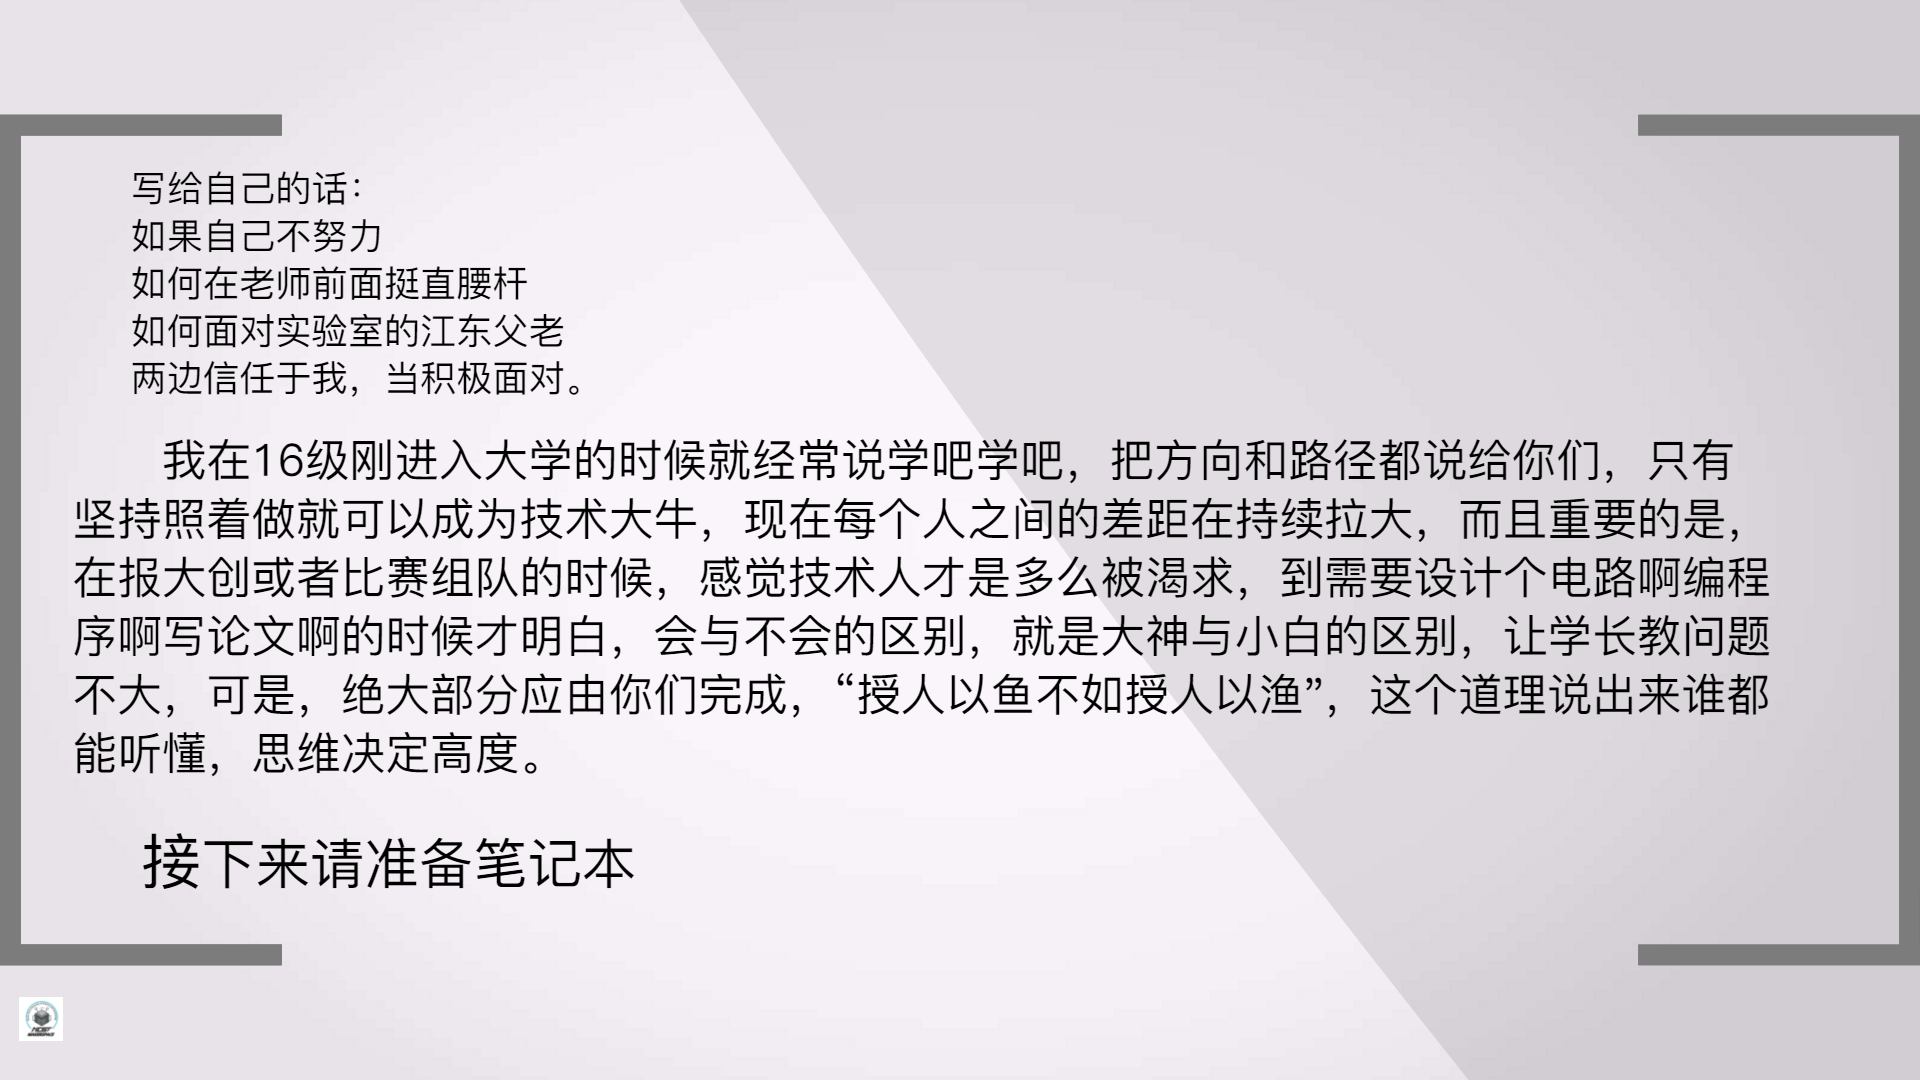 写给自己的话：
如果自己不努力
如何在老师前面挺直腰杆
如何面对实验室的江东父老
两边信任于我，当积极面对。
我在16级刚进入大学的时候就经常说学吧学吧，把方向和路径都说给你们，只有
坚持照着做就可以成为技术大牛，现在每个人之间的差距在持续拉大，而且重要的是，
在报大创或者比赛组队的时候，感觉技术人才是多么被渴求，到需要设计个电路啊编程
序啊写论文啊的时候才明白，会与不会的区别，就是大神与小白的区别，让学长教问题
不大，可是，绝大部分应由你们完成，“授人以鱼不如授人以渔”，这个道理说出来谁都
能听懂，思维决定高度。
接下来请准备笔记本